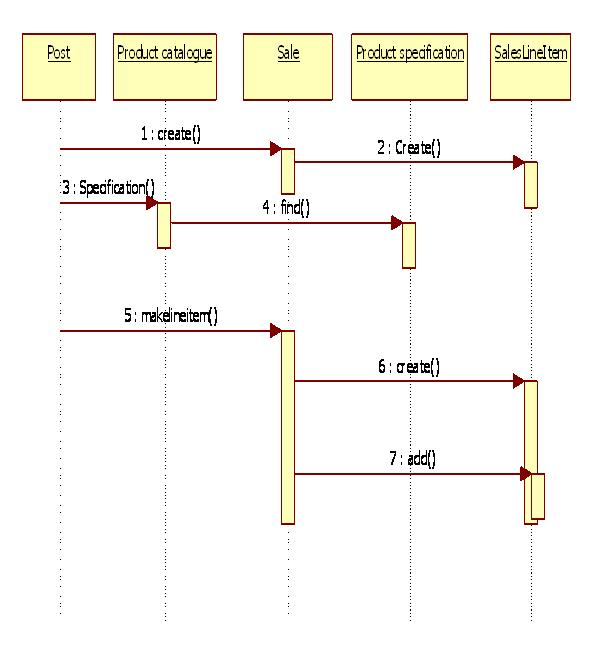 Post
Product catalogue
Sale
Product specification
SalesLineItem
1 : create()
2 : Create()
3 : Specification()
4 : find()
5 : makelineitem()
6 : create()
7 : add()